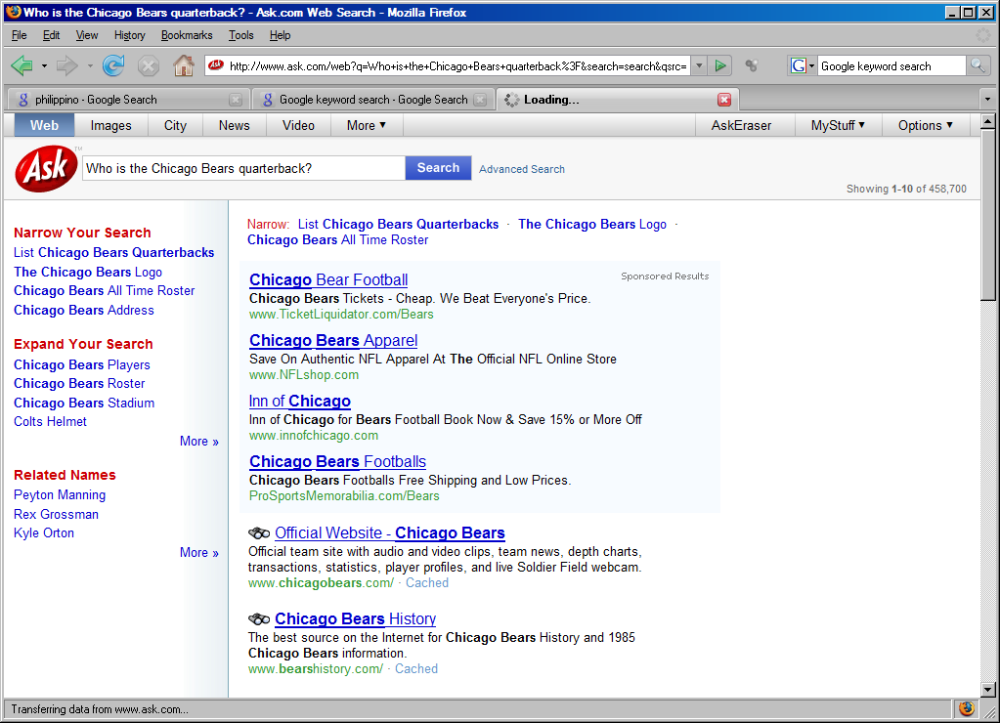 Who is the Chicago Bears quarterback? - Ask.com Web Search - Mozilla Firefox
File Edit View History Bookmarks Tools Help
Ask http://www.ask.com/web?q=Who+is+the+Chicago+Bears+quarterback%3F&search=search&qsrc= G Google keyword search
g philippino - Google Search g Google keyword search - Google Search Loading...
Web Images City News Video More ▼ AskEraser MyStuff ▼ Options ▼
Ask™ Who is the Chicago Bears quarterback? Search Advanced Search
Showing 1-10 of 458,700
Narrow Your Search
List Chicago Bears Quarterbacks
The Chicago Bears Logo
Chicago Bears All Time Roster
Chicago Bears Address
Expand Your Search
Chicago Bears Players
Chicago Bears Roster
Chicago Bears Stadium
Colts Helmet
More »
Related Names
Peyton Manning
Rex Grossman
Kyle Orton
More »
Narrow: List Chicago Bears Quarterbacks · The Chicago Bears Logo ·
Chicago Bears All Time Roster
Sponsored Results
Chicago Bear Football
Chicago Bears Tickets - Cheap. We Beat Everyone's Price.
www.TicketLiquidator.com/Bears
Chicago Bears Apparel
Save On Authentic NFL Apparel At The Official NFL Online Store
www.NFLshop.com
Inn of Chicago
Inn of Chicago for Bears Football Book Now & Save 15% or More Off
www.innofchicago.com
Chicago Bears Footballs
Chicago Bears Footballs Free Shipping and Low Prices.
ProSportsMemorabilia.com/Bears
Official Website - Chicago Bears
Official team site with audio and video clips, team news, depth charts,
transactions, statistics, player profiles, and live Soldier Field webcam.
www.chicagobears.com/ · Cached
Chicago Bears History
The best source on the Internet for Chicago Bears History and 1985
Chicago Bears information.
www.bearshistory.com/ · Cached
Transferring data from www.ask.com...